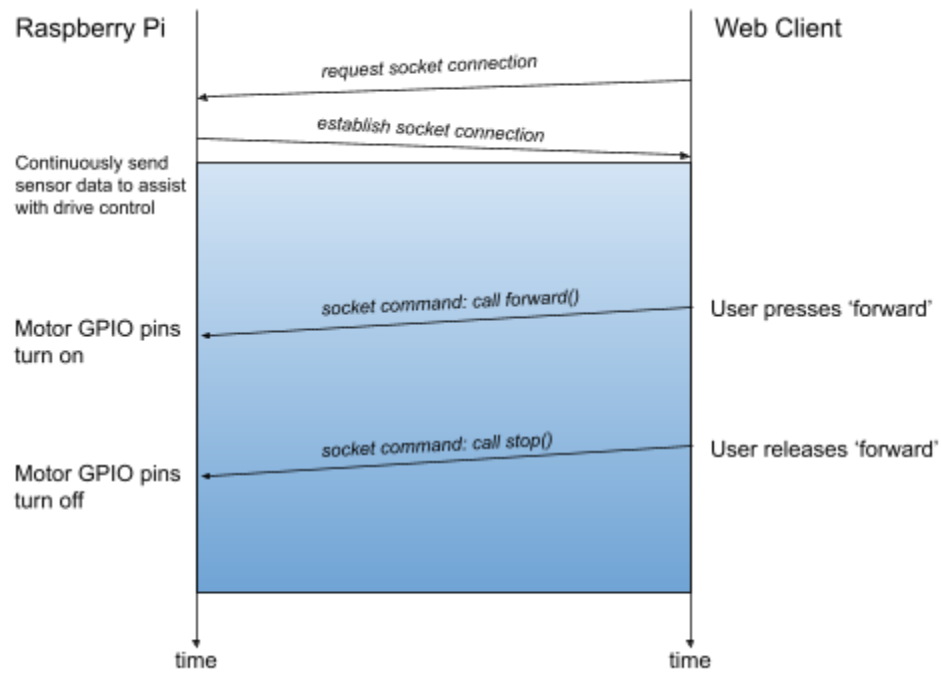 Raspberry Pi
Web Client
request socket connection
establish socket connection
Continuously send
sensor data to assist
with drive control
socket command: call forward()
User presses ‘forward’
Motor GPIO pins
turn on
socket command: call stop()
User releases ‘forward’
Motor GPIO pins
turn off
time
time